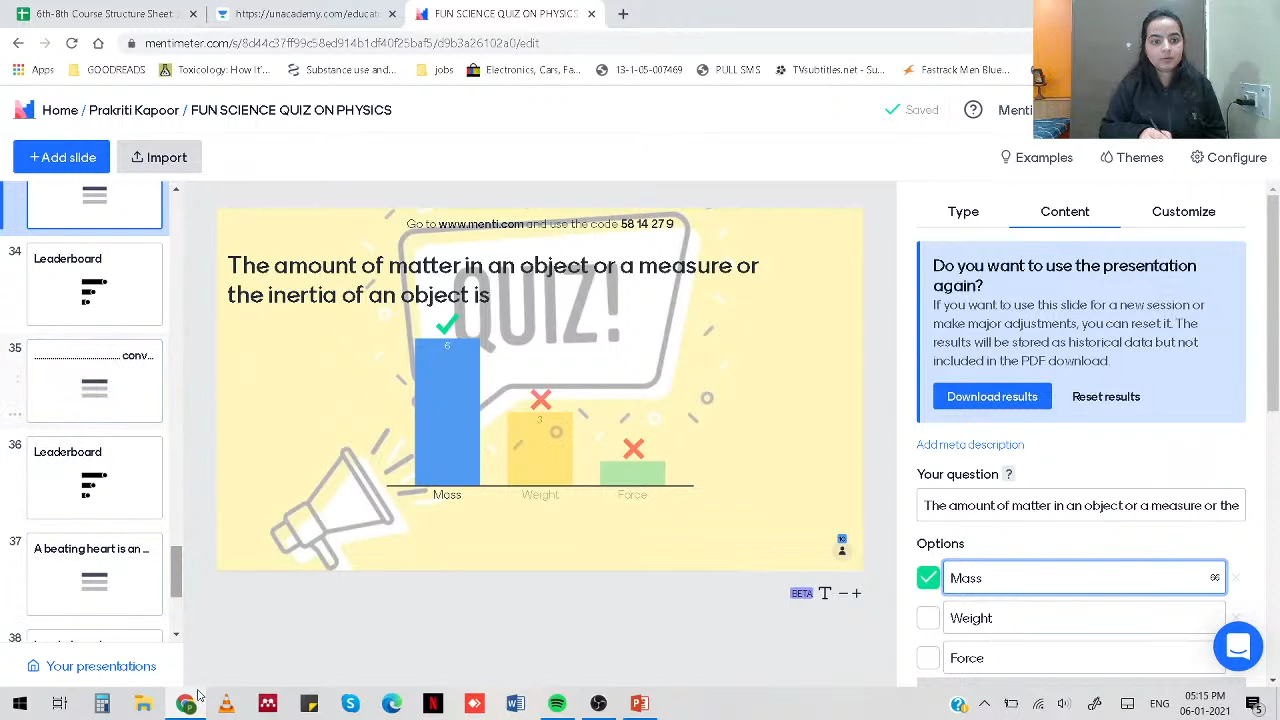 6th-8th Course Structure Sheet
https://unacademy.com/educat
FUN SCIENCE QUIZ ON PHYSICS
mentimeter.com/s/8d44c37ff99c58ed914b1df40f25baf5/d9b3526102a0/edit
Apps
GOODREADS
Toxicology: How It'...
Substance use and...
jobs
Electronics, Cars, Fa...
13-1-05-007469
PULL SMS
TVsubtitles.net - Su...
Fastrack Men Blue...
Home / Prakriti Kapoor / FUN SCIENCE QUIZ ON PHYSICS
Saved
Menti
+Add slide
Import
Examples
Themes
Configure
34
Leaderboard
35
conv...
36
Leaderboard
37
A beating heart is an ...
38
Your presentations
Go to www.menti.com and use the code 58 14 27 9
QUIZ!
The amount of matter in an object or a measure or
the inertia of an object is
6
3
Mass
Weight
Force
BETA T − +
Type
Content
Customize
Do you want to use the presentation
again?
If you want to use this slide for a new session or
make major adjustments, you can reset it. The
results will be stored as historical data but not
included in the PDF download.
Download results
Reset results
Add meta description
Your question ?
The amount of matter in an object or a measure or the
Options
Mass
Weight
Force
ENG
05:15 PM
06-01-2021
5